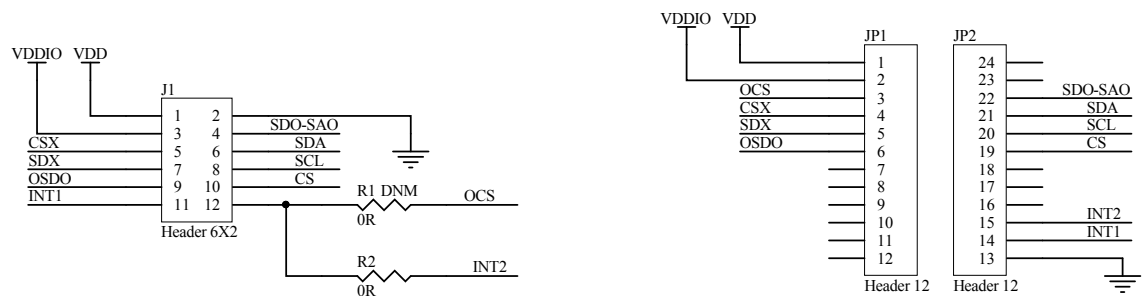 VDDIO VDD
J1
1 2
3 4 SDO-SAO
CSX 5 6 SDA
SDX 7 8 SCL
OSDO 9 10 CS
INT1 11 12
Header 6X2
R1 DNM OCS
0R
R2 INT2
0R
VDDIO VDD
JP1
1
2
OCS 3
CSX 4
SDX 5
OSDO 6
7
8
9
10
11
12
Header 12
JP2
24
23
22 SDO-SAO
21 SDA
20 SCL
19 CS
18
17
16
15 INT2
14 INT1
13
Header 12